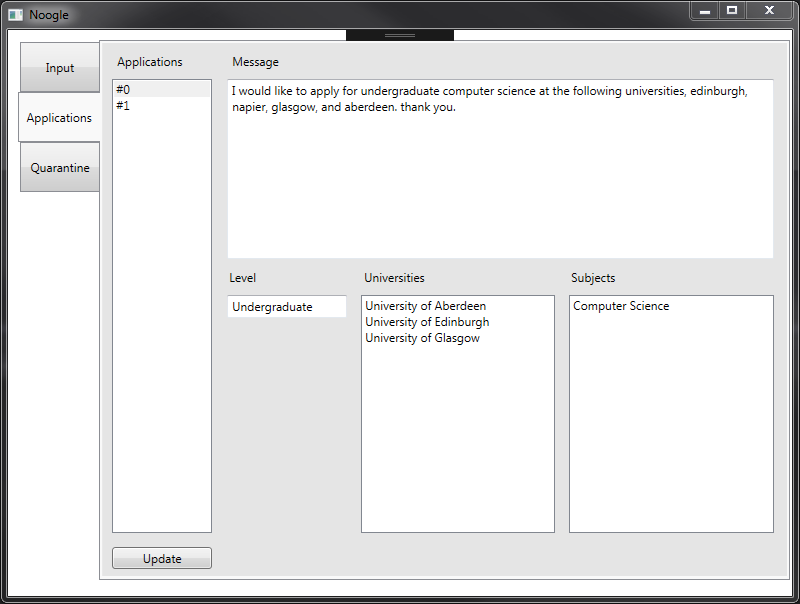 Noogle
Input
Applications
Quarantine
Applications
#0
#1
Update
Message
I would like to apply for undergraduate computer science at the following universities, edinburgh,
napier, glasgow, and aberdeen. thank you.
Level
Undergraduate
Universities
University of Aberdeen
University of Edinburgh
University of Glasgow
Subjects
Computer Science